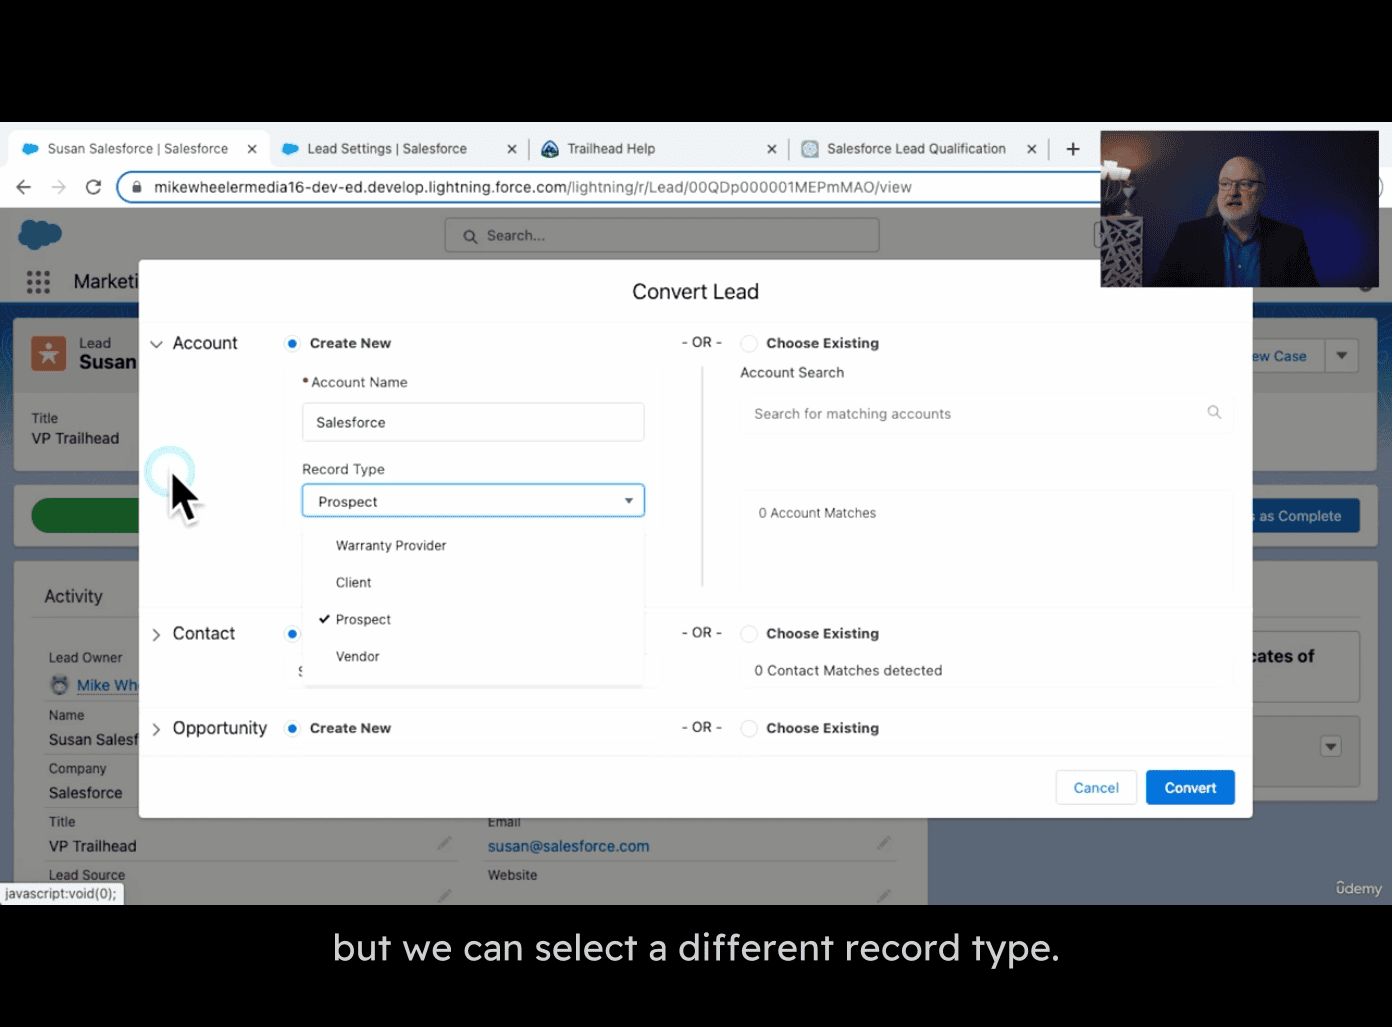 Susan Salesforce | Salesforce
Lead Settings | Salesforce
Trailhead Help
Salesforce Lead Qualification
mikewheelermedia16-dev-ed.develop.lightning.force.com/lightning/r/Lead/00QDp000001MEPmMAO/view
Search...
Marketi
Convert Lead
Lead
Susan
ew Case
Account
Create New
- OR -
Choose Existing
Account Name
Account Search
Salesforce
Search for matching accounts
Title
VP Trailhead
Record Type
Prospect
0 Account Matches
s as Complete
Warranty Provider
Client
Prospect
Vendor
Activity
Contact
- OR -
Choose Existing
0 Contact Matches detected
Lead Owner
Mike Wh
cates of
Name
Susan Salesf
Opportunity
Create New
- OR -
Choose Existing
Company
Salesforce
Cancel
Convert
Title
VP Trailhead
Email
susan@salesforce.com
Lead Source
Website
javascript:void(0);
ûdemy
but we can select a different record type.